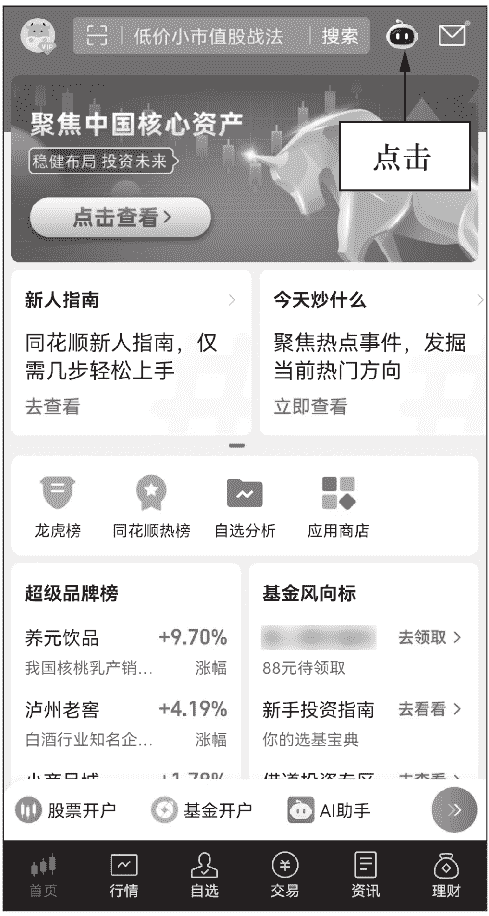 低价小市值股战法 搜索
点击
聚焦中国核心资产
稳健布局 投资未来
点击查看
新人指南
同花顺新人指南，仅
需几步轻松上手
去查看
今天炒什么
聚焦热点事件，发掘
当前热门方向
立即查看
龙虎榜 同花顺热榜 自选分析 应用商店
超级品牌榜
养元饮品 +9.70%
我国核桃乳产销... 涨幅
泸州老窖 +4.19%
白酒行业知名企... 涨幅
基金风向标
去领取
88元待领取
新手投资指南 去看看
你的选基宝典
股票开户 基金开户 AI助手
首页 行情 自选 交易 资讯 理财